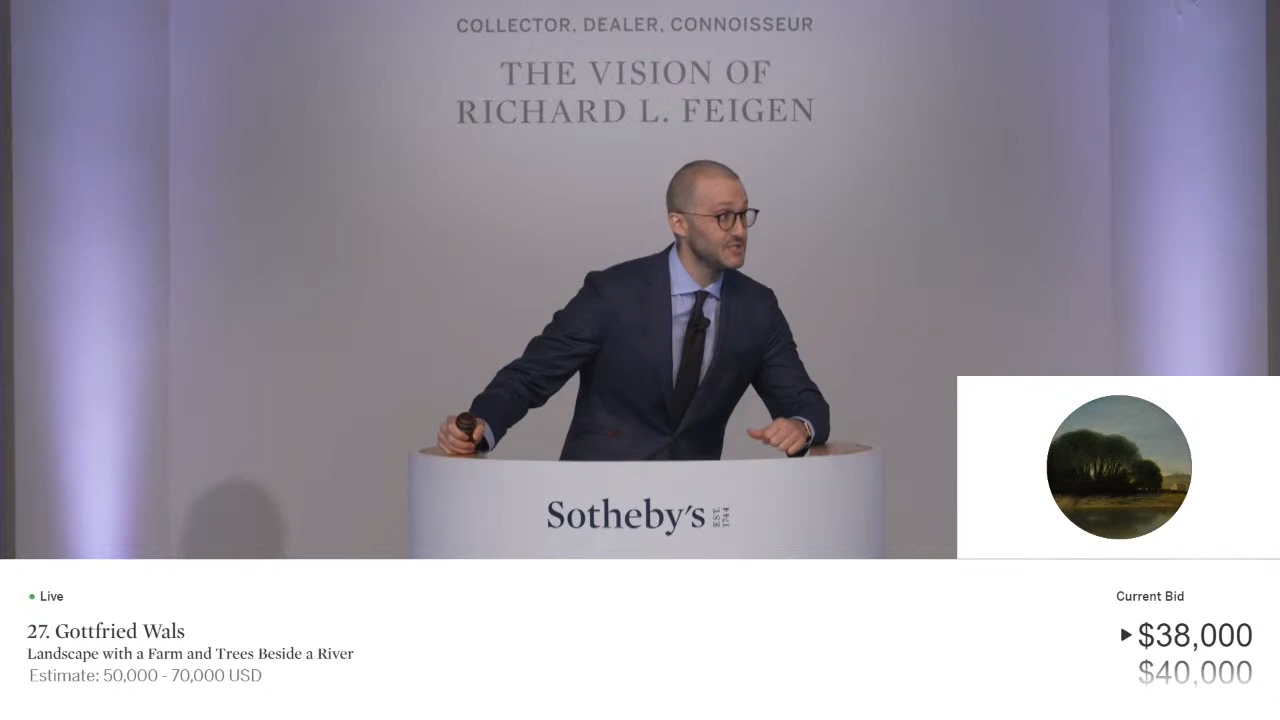 COLLECTOR, DEALER, CONNOISSEUR
THE VISION OF
RICHARD L. FEIGEN
Sotheby's EST. 1744
Live
Current Bid
27. Gottfried Wals
$38,000
Landscape with a Farm and Trees Beside a River
Estimate: 50,000 - 70,000 USD
$40,000